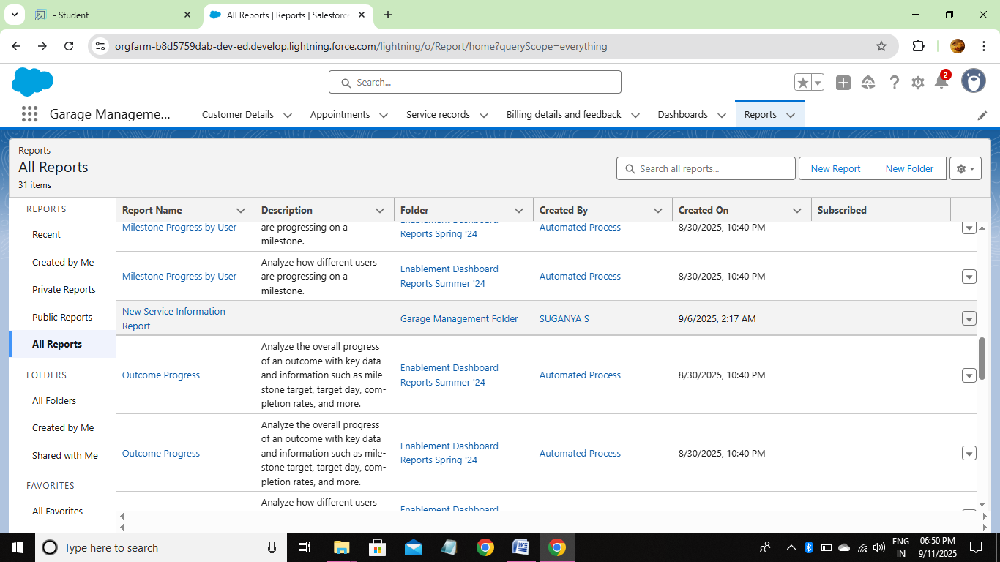 - Student
All Reports | Reports | Salesforce
orgfarm-b8d5759dab-dev-ed.develop.lightning.force.com/lightning/o/Report/home?queryScope=everything
Search...
2
Garage Manageme...
Customer Details
Appointments
Service records
Billing details and feedback
Dashboards
Reports
Reports
All Reports
31 items
Search all reports...
New Report
New Folder
REPORTS
Recent
Created by Me
Private Reports
Public Reports
All Reports
FOLDERS
All Folders
Created by Me
Shared with Me
FAVORITES
All Favorites
Report Name
Description
Folder
Created By
Created On
Subscribed
Milestone Progress by User
are progressing on a
milestone.
Enablement Dashboard
Reports Spring '24
Automated Process
8/30/2025, 10:40 PM
Milestone Progress by User
Analyze how different users
are progressing on a
milestone.
Enablement Dashboard
Reports Summer '24
Automated Process
8/30/2025, 10:40 PM
New Service Information
Report
Garage Management Folder
SUGANYA S
9/6/2025, 2:17 AM
Outcome Progress
Analyze the overall progress
of an outcome with key data
and information such as mile-
stone target, target day, com-
pletion rates, and more.
Enablement Dashboard
Reports Summer '24
Automated Process
8/30/2025, 10:40 PM
Outcome Progress
Analyze the overall progress
of an outcome with key data
and information such as mile-
stone target, target day, com-
pletion rates, and more.
Enablement Dashboard
Reports Spring '24
Automated Process
8/30/2025, 10:40 PM
Analyze how different users
Enablement Dashboard
Type here to search
ENG
IN
06:50 PM
9/11/2025